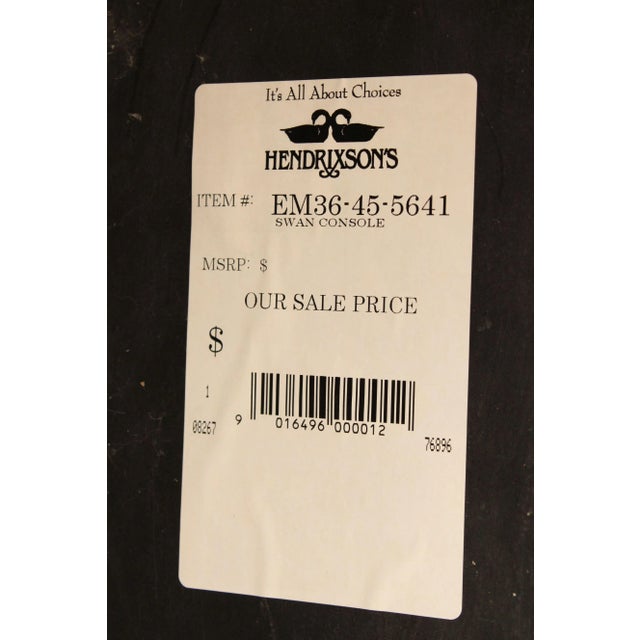 It's All About Choices
HENDRIXSON'S
ITEM #: EM36-45-5641
SWAN CONSOLE
MSRP: $
OUR SALE PRICE
$
1
08267
9 016496 000012
76896